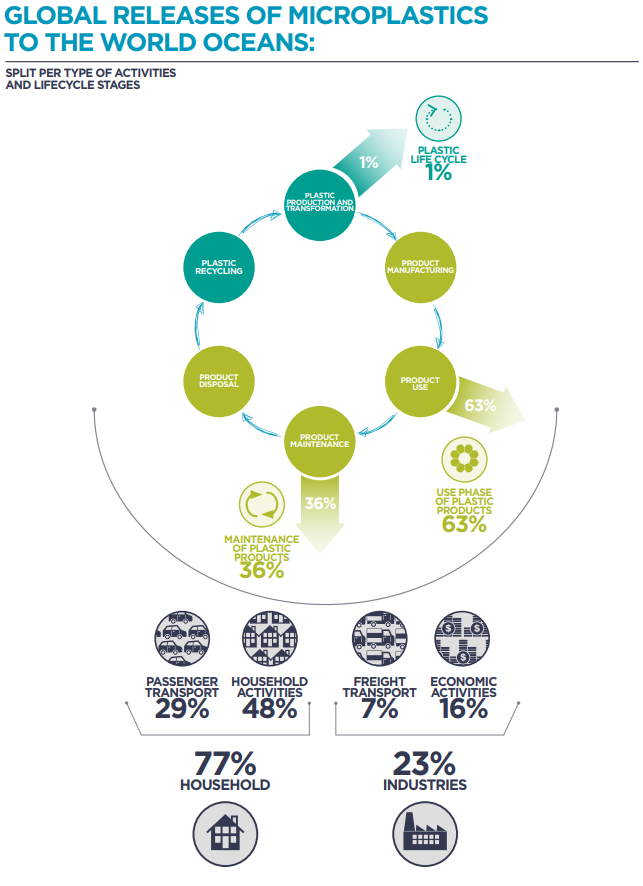 GLOBAL RELEASES OF MICROPLASTICS
TO THE WORLD OCEANS:
SPLIT PER TYPE OF ACTIVITIES
AND LIFECYCLE STAGES
1%
PLASTIC
LIFE CYCLE
1%
PLASTIC
PRODUCTION AND
TRANSFORMATION
PLASTIC
RECYCLING
PRODUCT
MANUFACTURING
PRODUCT
DISPOSAL
PRODUCT
USE
63%
PRODUCT
MAINTENANCE
36%
USE PHASE
OF PLASTIC
PRODUCTS
63%
MAINTENANCE
OF PLASTIC
PRODUCTS
36%
$ $
$
PASSENGER
TRANSPORT
29%
HOUSEHOLD
ACTIVITIES
48%
FREIGHT
TRANSPORT
7%
ECONOMIC
ACTIVITIES
16%
77%
HOUSEHOLD
23%
INDUSTRIES